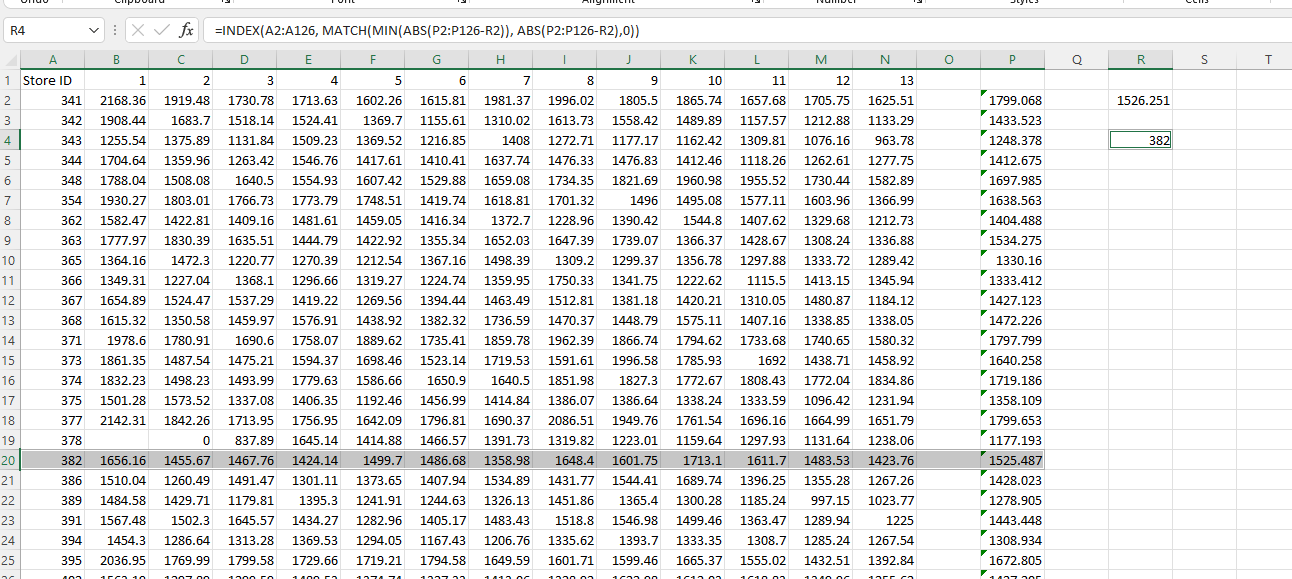 Undo Clipboard Font Alignment Number Styles Cells
R4 fx =INDEX(A2:A126, MATCH(MIN(ABS(P2:P126-R2)), ABS(P2:P126-R2),0))
A B C D E F G H I J K L M N O P Q R S T
1 Store ID 1 2 3 4 5 6 7 8 9 10 11 12 13
2 341 2168.36 1919.48 1730.78 1713.63 1602.26 1615.81 1981.37 1996.02 1805.5 1865.74 1657.68 1705.75 1625.51 1799.068 1526.251
3 342 1908.44 1683.7 1518.14 1524.41 1369.7 1155.61 1310.02 1613.73 1558.42 1489.89 1157.57 1212.88 1133.29 1433.523
4 343 1255.54 1375.89 1131.84 1509.23 1369.52 1216.85 1408 1272.71 1177.17 1162.42 1309.81 1076.16 963.78 1248.378 382
5 344 1704.64 1359.96 1263.42 1546.76 1417.61 1410.41 1637.74 1476.33 1476.83 1412.46 1118.26 1262.61 1277.75 1412.675
6 348 1788.04 1508.08 1640.5 1554.93 1607.42 1529.88 1659.08 1734.35 1821.69 1960.98 1955.52 1730.44 1582.89 1697.985
7 354 1930.27 1803.01 1766.73 1773.79 1748.51 1419.74 1618.81 1701.32 1496 1495.08 1577.11 1603.96 1366.99 1638.563
8 362 1582.47 1422.81 1409.16 1481.61 1459.05 1416.34 1372.7 1228.96 1390.42 1544.8 1407.62 1329.68 1212.73 1404.488
9 363 1777.97 1830.39 1635.51 1444.79 1422.92 1355.34 1652.03 1647.39 1739.07 1366.37 1428.67 1308.24 1336.88 1534.275
10 365 1364.16 1472.3 1220.77 1270.39 1212.54 1367.16 1498.39 1309.2 1299.37 1356.78 1297.88 1333.72 1289.42 1330.16
11 366 1349.31 1227.04 1368.1 1296.66 1319.27 1224.74 1359.95 1750.33 1341.75 1222.62 1115.5 1413.15 1345.94 1333.412
12 367 1654.89 1524.47 1537.29 1419.22 1269.56 1394.44 1463.49 1512.81 1381.18 1420.21 1310.05 1480.87 1184.12 1427.123
13 368 1615.32 1350.58 1459.97 1576.91 1438.92 1382.32 1736.59 1470.37 1448.79 1575.11 1407.16 1338.85 1338.05 1472.226
14 371 1978.6 1780.91 1690.6 1758.07 1889.62 1735.41 1859.78 1962.39 1866.74 1794.62 1733.68 1740.65 1580.32 1797.799
15 373 1861.35 1487.54 1475.21 1594.37 1698.46 1523.14 1719.53 1591.61 1996.58 1785.93 1692 1438.71 1458.92 1640.258
16 374 1832.23 1498.23 1493.99 1779.63 1586.66 1650.9 1640.5 1851.98 1827.3 1772.67 1808.43 1772.04 1834.86 1719.186
17 375 1501.28 1573.52 1337.08 1406.35 1192.46 1456.99 1414.84 1386.07 1386.64 1338.24 1333.59 1096.42 1231.94 1358.109
18 377 2142.31 1842.26 1713.95 1756.95 1642.09 1796.81 1690.37 2086.51 1949.76 1761.54 1696.16 1664.99 1651.79 1799.653
19 378 0 837.89 1645.14 1414.88 1466.57 1391.73 1319.82 1223.01 1159.64 1297.93 1131.64 1238.06 1177.193
20 382 1656.16 1455.67 1467.76 1424.14 1499.7 1486.68 1358.98 1648.4 1601.75 1713.1 1611.7 1483.53 1423.76 1525.487
21 386 1510.04 1260.49 1491.47 1301.11 1373.65 1407.94 1534.89 1431.77 1544.41 1689.74 1396.25 1355.28 1267.26 1428.023
22 389 1484.58 1429.71 1179.81 1395.3 1241.91 1244.63 1326.13 1451.86 1365.4 1300.28 1185.24 997.15 1023.77 1278.905
23 391 1567.48 1502.3 1645.57 1434.27 1282.96 1405.17 1483.43 1518.8 1546.98 1499.46 1363.47 1289.94 1225 1443.448
24 394 1454.3 1286.64 1313.28 1369.53 1294.05 1167.43 1206.76 1335.62 1393.7 1333.35 1308.7 1285.24 1267.54 1308.934
25 395 2036.95 1769.99 1799.58 1729.66 1719.21 1794.58 1649.59 1601.71 1599.46 1665.37 1555.02 1432.51 1392.84 1672.805